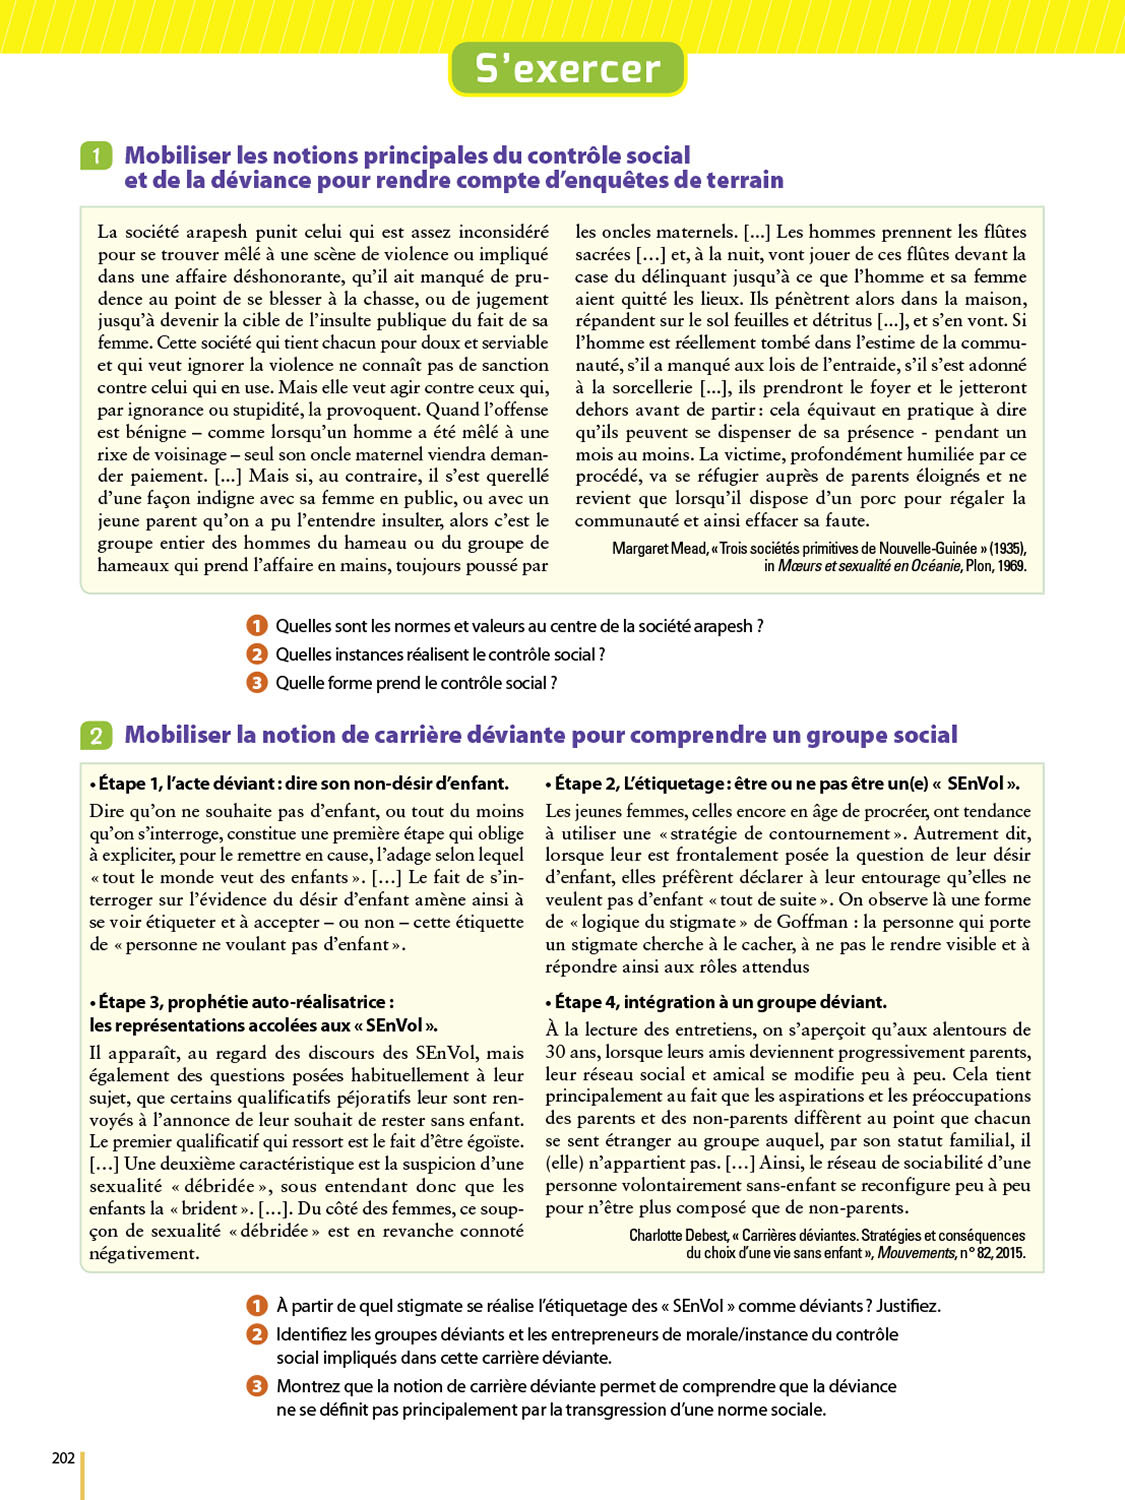 S'exercer
1 Mobiliser les notions principales du contrôle social
et de la déviance pour rendre compte d'enquêtes de terrain
La société arapesh punit celui qui est assez inconsidéré
pour se trouver mêlé à une scène de violence ou impliqué
dans une affaire déshonorante, qu'il ait manqué de pru-
dence au point de se blesser à la chasse, ou de jugement
jusqu'à devenir la cible de l'insulte publique du fait de sa
femme. Cette société qui tient chacun pour doux et serviable
et qui veut ignorer la violence ne connaît pas de sanction
contre celui qui en use. Mais elle veut agir contre ceux qui,
par ignorance ou stupidité, la provoquent. Quand l'offense
est bénigne – comme lorsqu'un homme a été mêlé à une
rixe de voisinage – seul son oncle maternel viendra deman-
der paiement. [...] Mais si, au contraire, il s'est querellé
d'une façon indigne avec sa femme en public, ou avec un
jeune parent qu'on a pu l'entendre insulter, alors c'est le
groupe entier des hommes du hameau ou du groupe de
hameaux qui prend l'affaire en mains, toujours poussé par
les oncles maternels. [...] Les hommes prennent les flûtes
sacrées [...] et, à la nuit, vont jouer de ces flûtes devant la
case du délinquant jusqu'à ce que l'homme et sa femme
aient quitté les lieux. Ils pénètrent alors dans la maison,
répandent sur le sol feuilles et détritus [...], et s'en vont. Si
l'homme est réellement tombé dans l'estime de la commu-
nauté, s'il a manqué aux lois de l'entraide, s'il s'est adonné
à la sorcellerie [...], ils prendront le foyer et le jetteront
dehors avant de partir : cela équivaut en pratique à dire
qu'ils peuvent se dispenser de sa présence - pendant un
mois au moins. La victime, profondément humiliée par ce
procédé, va se réfugier auprès de parents éloignés et ne
revient que lorsqu'il dispose d'un porc pour régaler la
communauté et ainsi effacer sa faute.
Margaret Mead, « Trois sociétés primitives de Nouvelle-Guinée » (1935),
in Mœurs et sexualité en Océanie, Plon, 1969.
1 Quelles sont les normes et valeurs au centre de la société arapesh ?
2 Quelles instances réalisent le contrôle social ?
3 Quelle forme prend le contrôle social ?
2 Mobiliser la notion de carrière déviante pour comprendre un groupe social
• Étape 1, l'acte déviant : dire son non-désir d'enfant.
Dire qu'on ne souhaite pas d'enfant, ou tout du moins
qu'on s'interroge, constitue une première étape qui oblige
à expliciter, pour le remettre en cause, l'adage selon lequel
« tout le monde veut des enfants ». [...] Le fait de s'in-
terroger sur l'évidence du désir d'enfant amène ainsi à
se voir étiqueter et à accepter – ou non – cette étiquette
de « personne ne voulant pas d'enfant ».
• Étape 2, L'étiquetage : être ou ne pas être un(e) « SEnVol ».
Les jeunes femmes, celles encore en âge de procréer, ont tendance
à utiliser une « stratégie de contournement ». Autrement dit,
lorsque leur est frontalement posée la question de leur désir
d'enfant, elles préfèrent déclarer à leur entourage qu'elles ne
veulent pas d'enfant « tout de suite ». On observe là une forme
de « logique du stigmate » de Goffman : la personne qui porte
un stigmate cherche à le cacher, à ne pas le rendre visible et à
répondre ainsi aux rôles attendus
• Étape 3, prophétie auto-réalisatrice :
les représentations accolées aux « SEnVol ».
Il apparaît, au regard des discours des SEnVol, mais
également des questions posées habituellement à leur
sujet, que certains qualificatifs péjoratifs leur sont ren-
voyés à l'annonce de leur souhait de rester sans enfant.
Le premier qualificatif qui ressort est le fait d'être égoïste.
[...] Une deuxième caractéristique est la suspicion d'une
sexualité « débridée », sous entendant donc que les
enfants la « brident ». [...]. Du côté des femmes, ce soup-
çon de sexualité « débridée » est en revanche connoté
négativement.
• Étape 4, intégration à un groupe déviant.
À la lecture des entretiens, on s'aperçoit qu'aux alentours de
30 ans, lorsque leurs amis deviennent progressivement parents,
leur réseau social et amical se modifie peu à peu. Cela tient
principalement au fait que les aspirations et les préoccupations
des parents et des non-parents diffèrent au point que chacun
se sent étranger au groupe auquel, par son statut familial, il
(elle) n'appartient pas. [...] Ainsi, le réseau de sociabilité d'une
personne volontairement sans-enfant se reconfigure peu à peu
pour n'être plus composé que de non-parents.
Charlotte Debest, « Carrières déviantes. Stratégies et conséquences
du choix d'une vie sans enfant », Mouvements, n° 82, 2015.
1 À partir de quel stigmate se réalise l'étiquetage des « SEnVol » comme déviants ? Justifiez.
2 Identifiez les groupes déviants et les entrepreneurs de morale/instance du contrôle
social impliqués dans cette carrière déviante.
3 Montrez que la notion de carrière déviante permet de comprendre que la déviance
ne se définit pas principalement par la transgression d'une norme sociale.
202